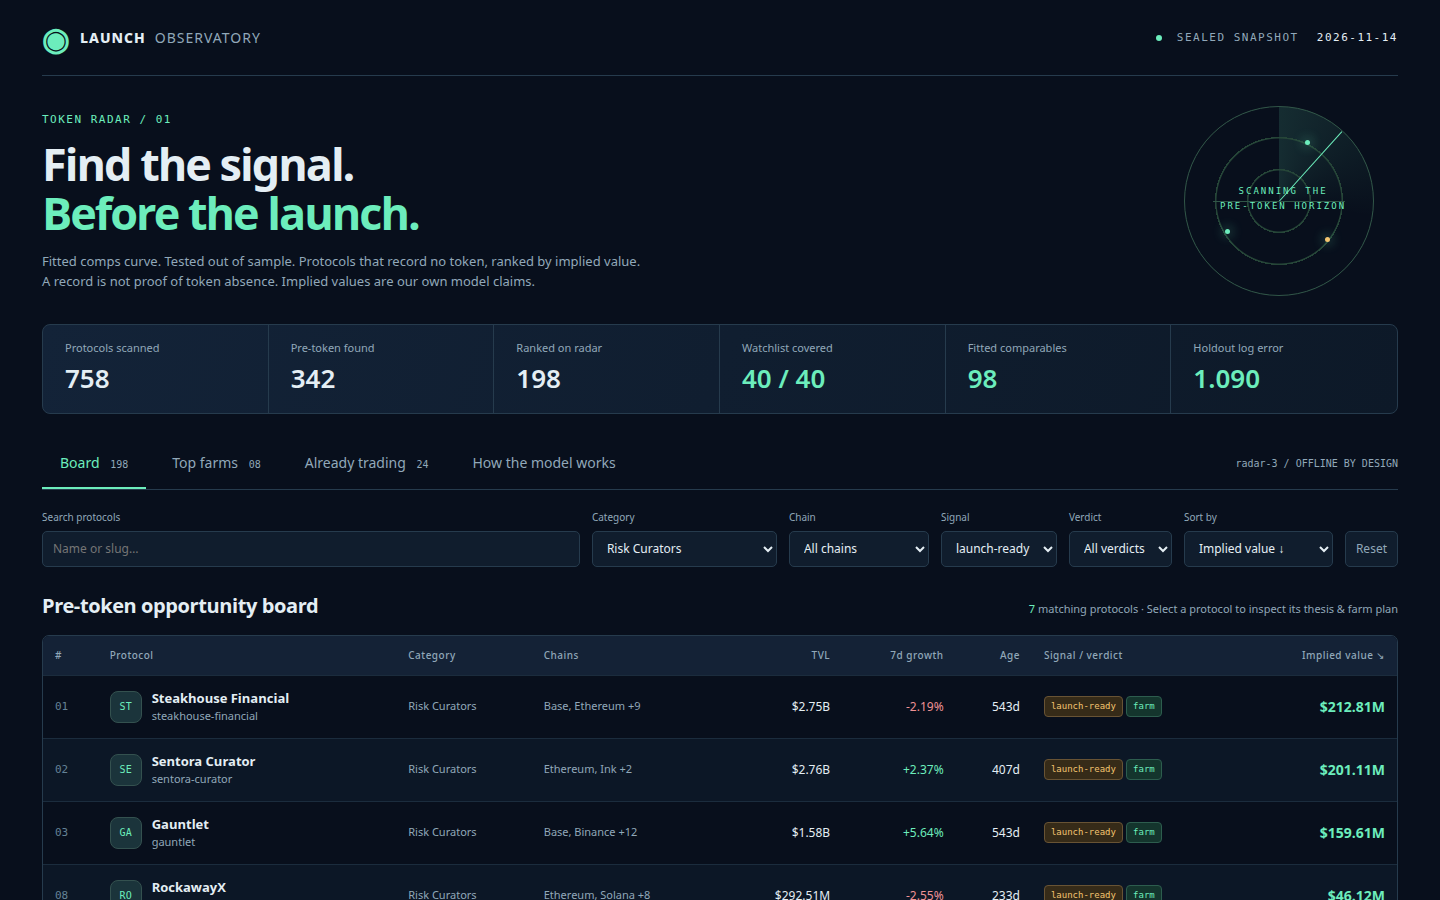 LAUNCH OBSERVATORY
SEALED SNAPSHOT 2026-11-14
TOKEN RADAR / 01
Find the signal.
Before the launch.
Fitted comps curve. Tested out of sample. Protocols that record no token, ranked by implied value.
A record is not proof of token absence. Implied values are our own model claims.
SCANNING THE
PRE-TOKEN HORIZON
Protocols scanned Pre-token found Ranked on radar Watchlist covered Fitted comparables Holdout log error
758 342 198 40 / 40 98 1.090
Board 198 Top farms 08 Already trading 24 How the model works radar-3 / OFFLINE BY DESIGN
Search protocols Category Chain Signal Verdict Sort by
Name or slug... Risk Curators All chains launch-ready All verdicts Implied value ↓ Reset
Pre-token opportunity board 7 matching protocols · Select a protocol to inspect its thesis & farm plan
# Protocol Category Chains TVL 7d growth Age Signal / verdict Implied value ↘
01 ST Steakhouse Financial Risk Curators Base, Ethereum +9 $2.75B -2.19% 543d launch-ready farm $212.81M
steakhouse-financial
02 SE Sentora Curator Risk Curators Ethereum, Ink +2 $2.76B +2.37% 407d launch-ready farm $201.11M
sentora-curator
03 GA Gauntlet Risk Curators Base, Binance +12 $1.58B +5.64% 543d launch-ready farm $159.61M
gauntlet
08 RO RockawayX Risk Curators Ethereum, Solana +8 $292.51M -2.55% 233d launch-ready farm $46.12M